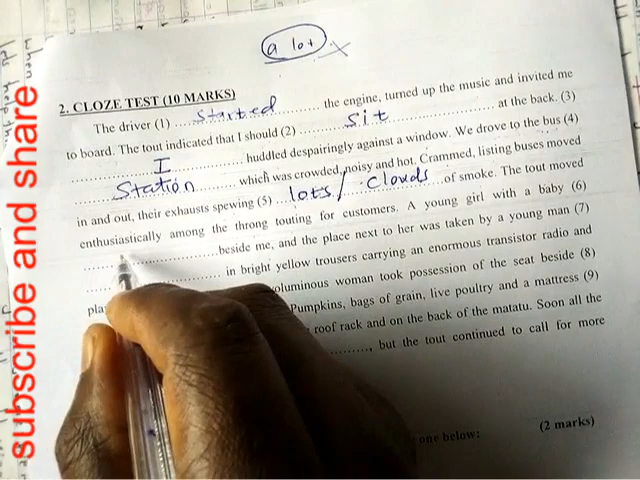 a lot x
2. CLOZE TEST (10 MARKS)
The driver (1) started the engine, turned up the music and invited me
to board. The tout indicated that I should (2) sit at the back. (3)
I huddled despairingly against a window. We drove to the bus (4)
Station which was crowded, noisy and hot. Crammed, listing buses moved
in and out, their exhausts spewing (5) lots/ clouds of smoke. The tout moved
enthusiastically among the throng touting for customers. A young girl with a baby (6)
beside me, and the place next to her was taken by a young man (7)
in bright yellow trousers carrying an enormous transistor radio and
voluminous woman took possession of the seat beside (8)
Pumpkins, bags of grain, live poultry and a mattress (9)
roof rack and on the back of the matatu. Soon all the
, but the tout continued to call for more
one below: (2 marks)
subscribe and share